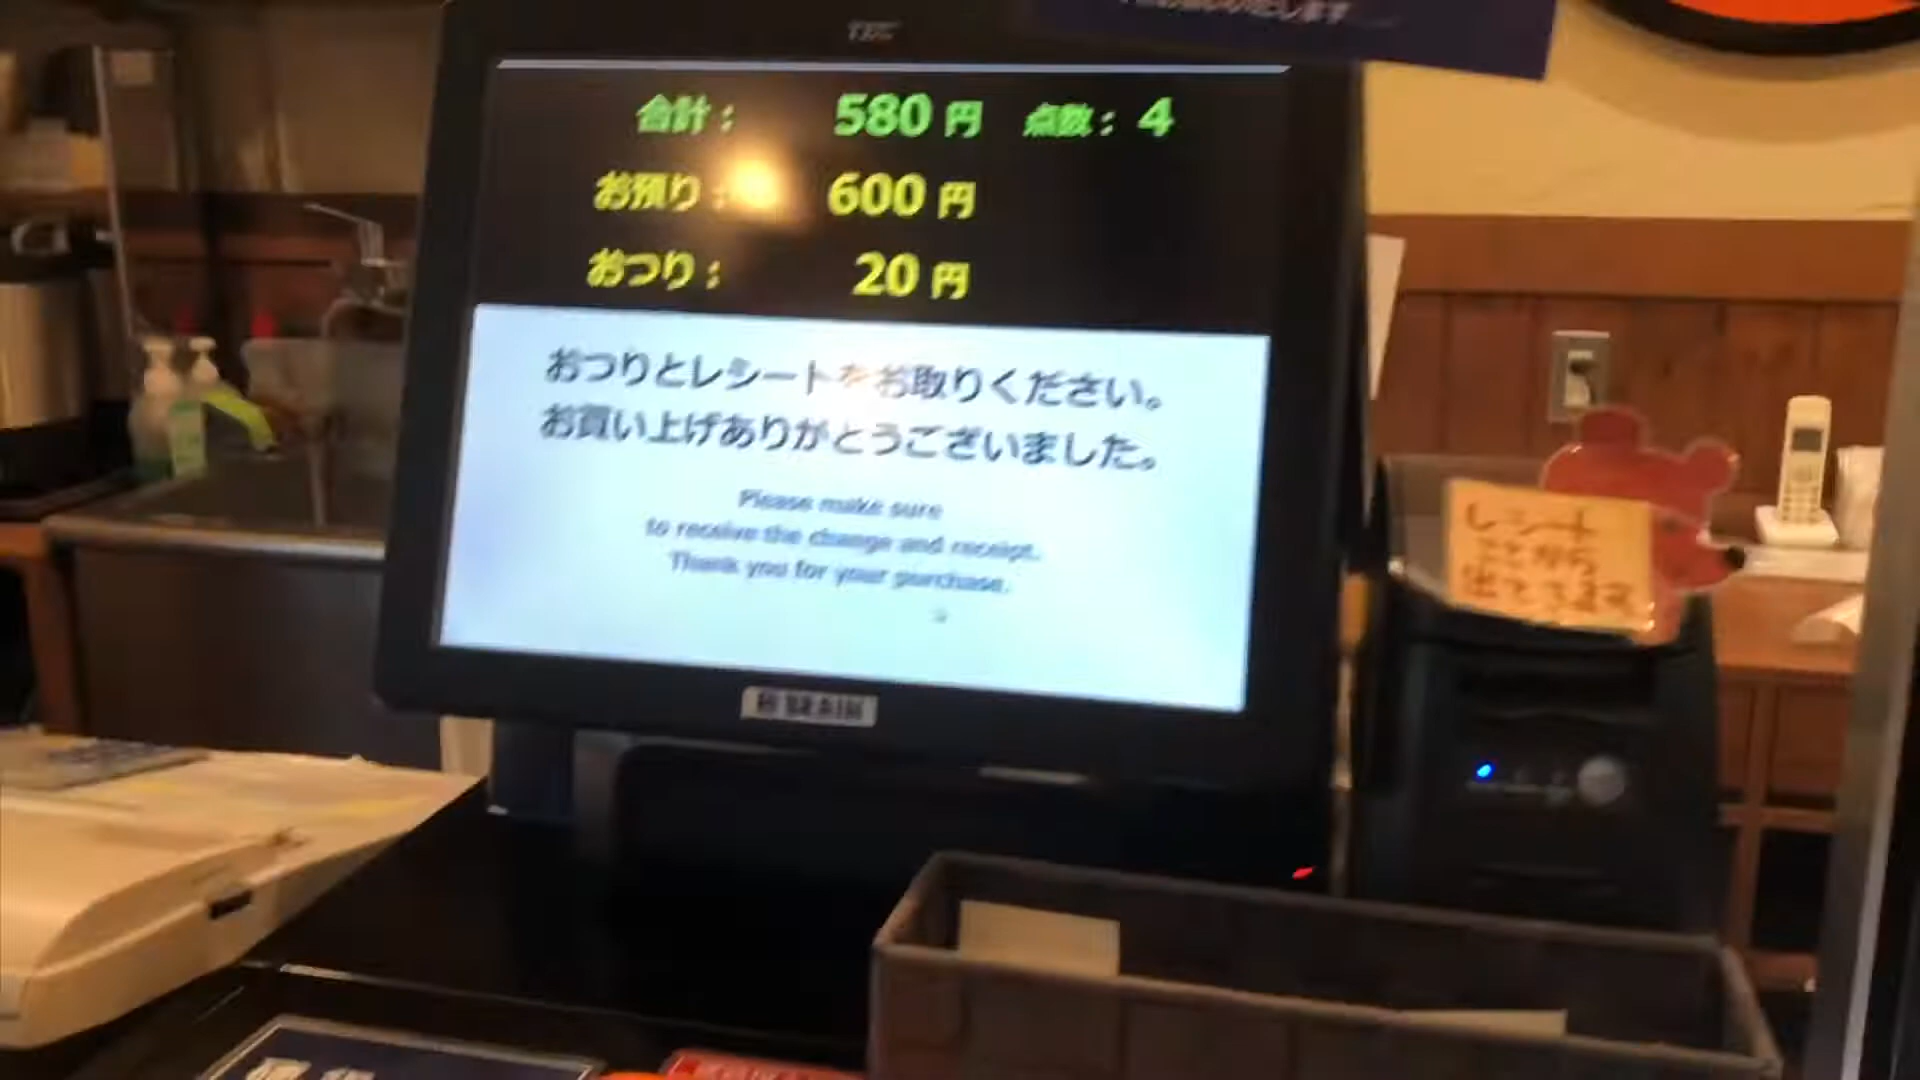 します
合計： 580 円 点数： 4
お預り： 600 円
おつり： 20 円
おつりとレシートをお取りください。
お買い上げありがとうございました。
Please make sure
to receive the change and receipt.
Thank you for your purchase.
BRAIN
レシート
ここから
出てきます